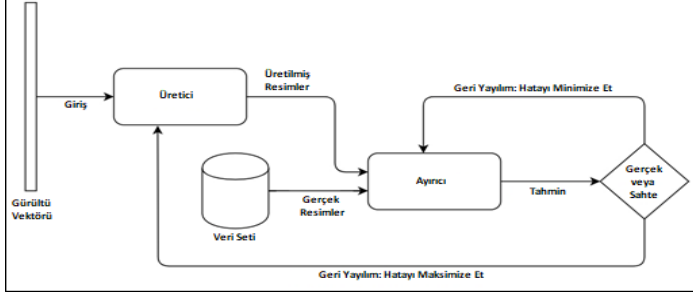 Gürültü
Vektörü
Giriş
Üretici
Üretilmiş
Resimler
Veri Seti
Gerçek
Resimler
Ayırıcı
Geri Yayılım: Hatayı Minimize Et
Tahmin
Gerçek
veya
Sahte
Geri Yayılım: Hatayı Maksimize Et